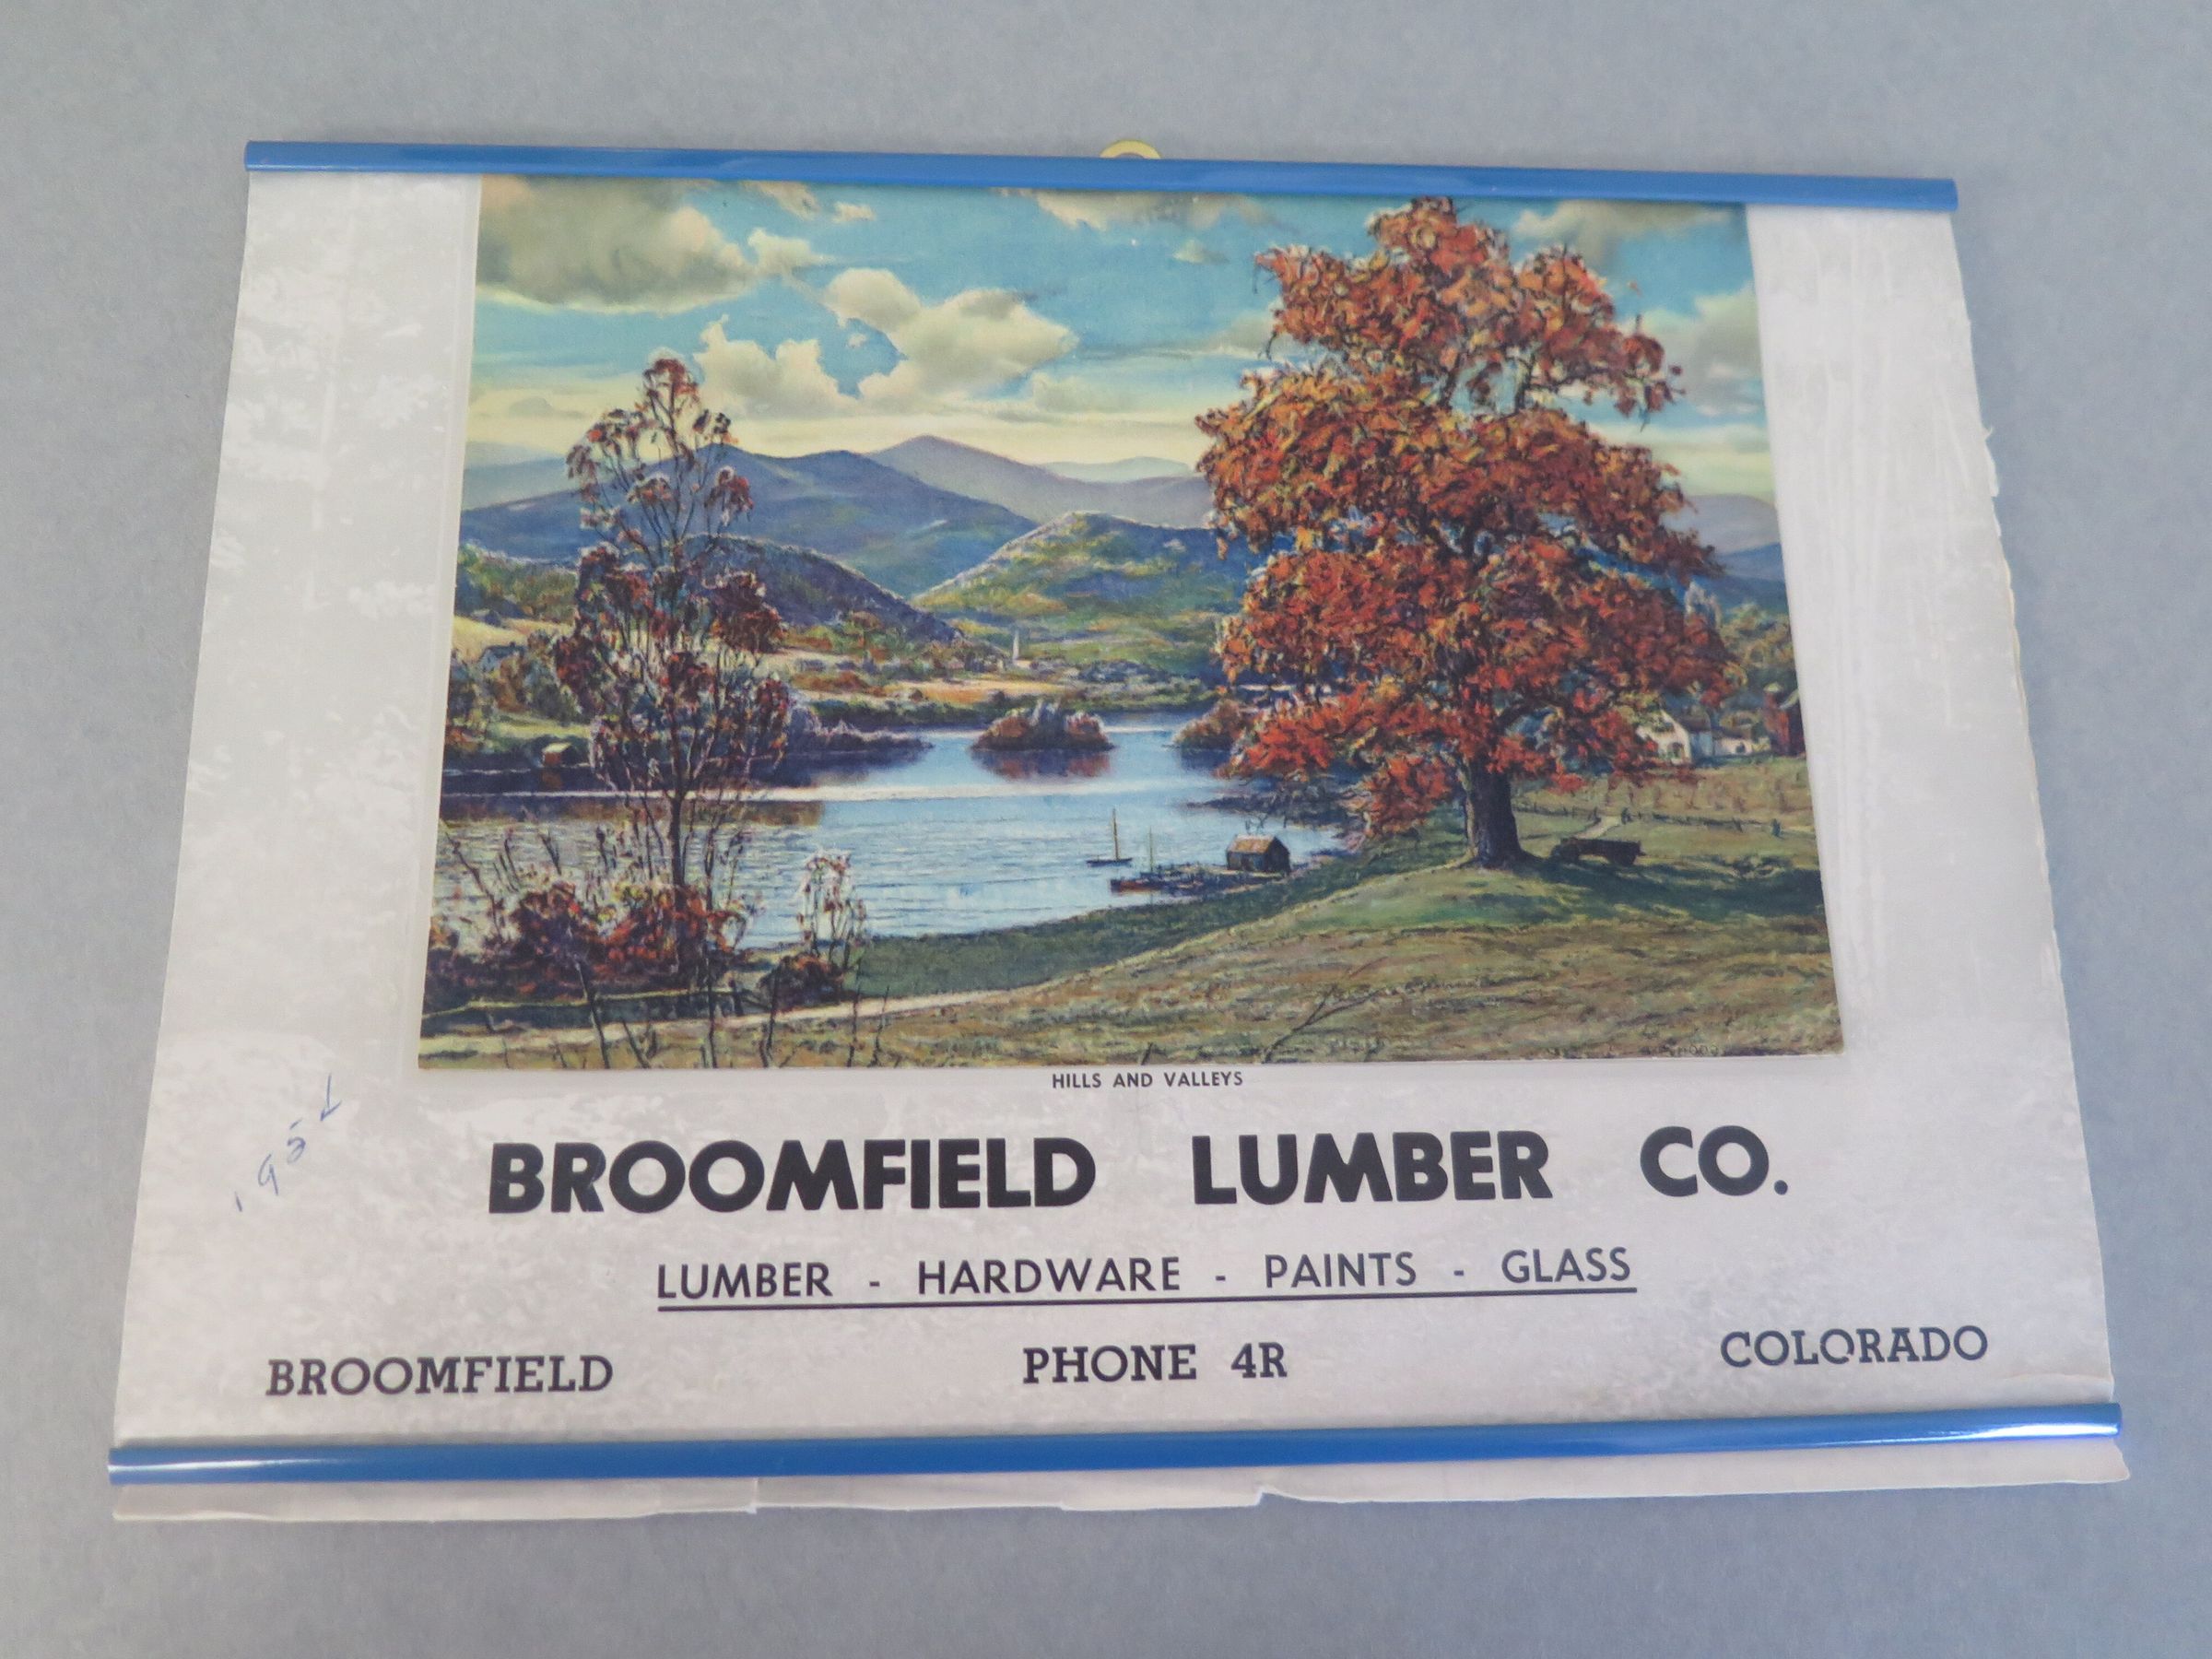 HILLS AND VALLEYS
BROOMFIELD LUMBER CO.
LUMBER - HARDWARE - PAINTS - GLASS
BROOMFIELD PHONE 4R COLORADO